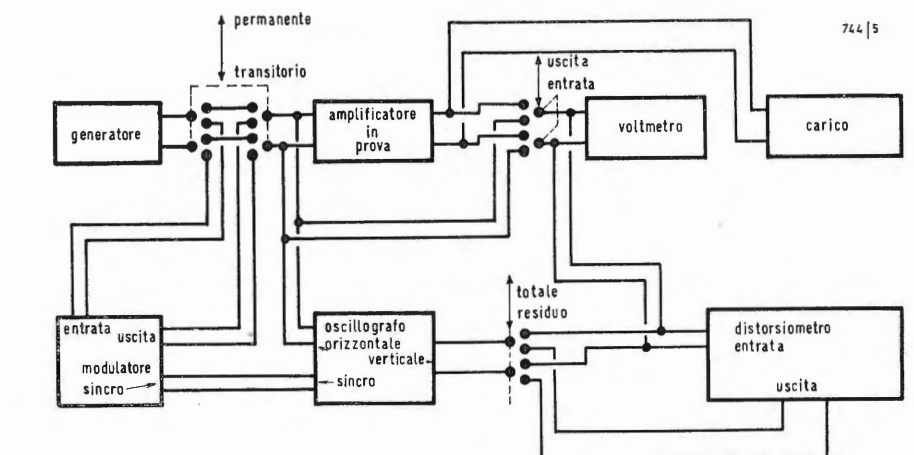 permanente
744|5
transitorio
uscita
entrata
generatore
amplificatore
in
prova
voltmetro
carico
totale
residuo
entrata
uscita
modulatore
sincro
oscillografo
orizzontale
verticale
sincro
distorsiometro
entrata
uscita